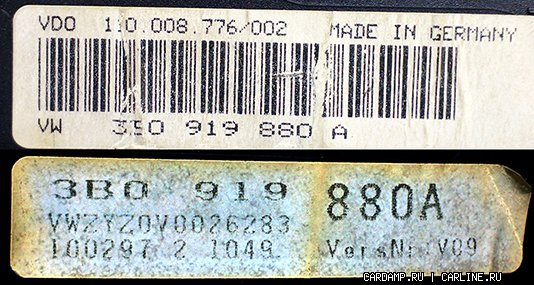 VDO 110.008.776/002 MADE IN GERMANY
VW 3B0 919 880 A
3B0 919 880A
VWZYZ0V0026283
100297 2 1049 VersNr:V09
GARDAMP.RU | CARLINE.RU